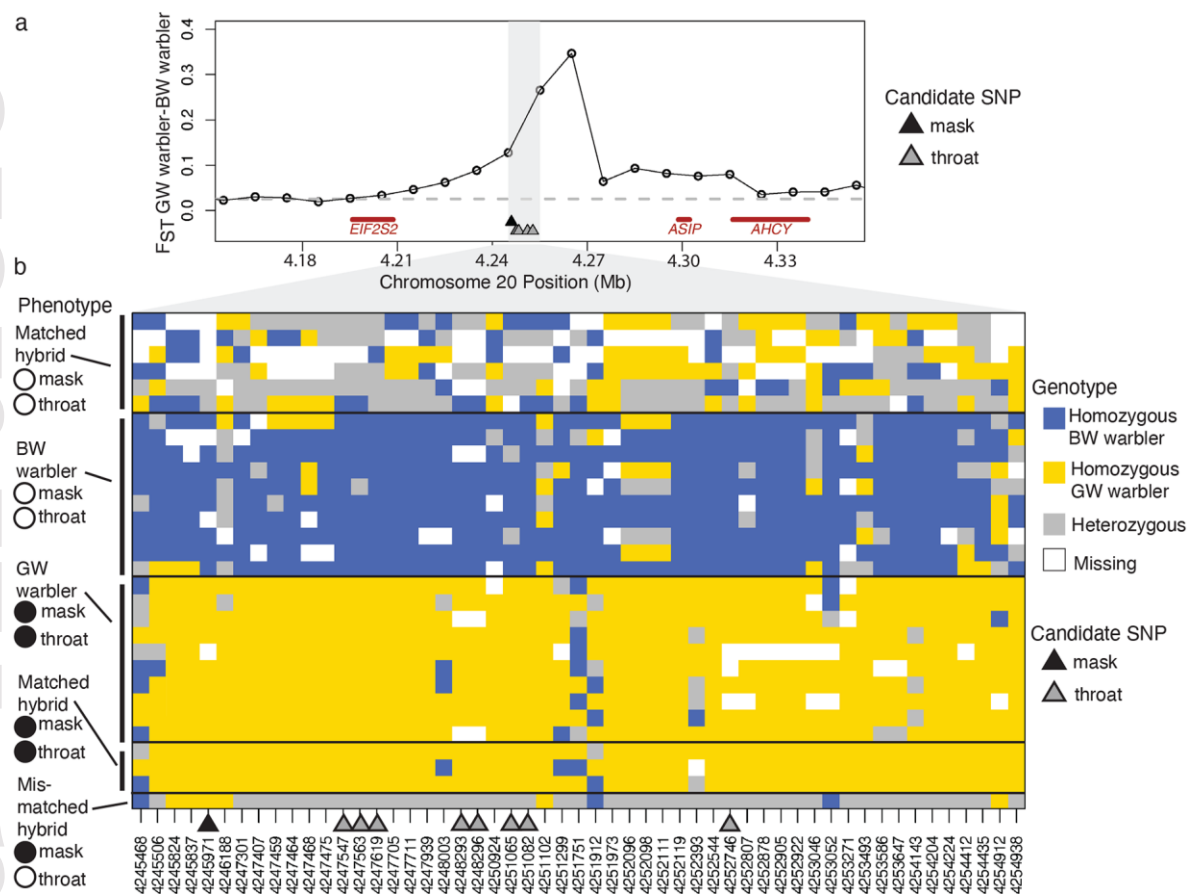 a
FST GW warbler-BW warbler
0.4
0.3
0.2
0.1
0.0
EIF2S2
ASIP
AHCY
4.18
4.21
4.24
4.27
4.30
4.33
Chromosome 20 Position (Mb)
Candidate SNP
mask
throat
b
Phenotype
Matched
hybrid
mask
throat
BW
warbler
mask
throat
GW
warbler
mask
throat
Matched
hybrid
mask
throat
Mis-
matched
hybrid
mask
throat
Genotype
Homozygous
BW warbler
Homozygous
GW warbler
Heterozygous
Missing
Candidate SNP
mask
throat
4245468
4245506
4245824
4245837
4245971
4246188
4247301
4247407
4247459
4247464
4247468
4247475
4247547
4247563
4247619
4247705
4247711
4247939
4248003
4248293
4248296
4250924
4251065
4251082
4251102
4251299
4251751
4251912
4251973
4252096
4252098
4252111
4252119
4252393
4252544
4252746
4252807
4252878
4252905
4252922
4253046
4253052
4253271
4253493
4253586
4253647
4254143
4254204
4254224
4254412
4254435
4254912
4254938